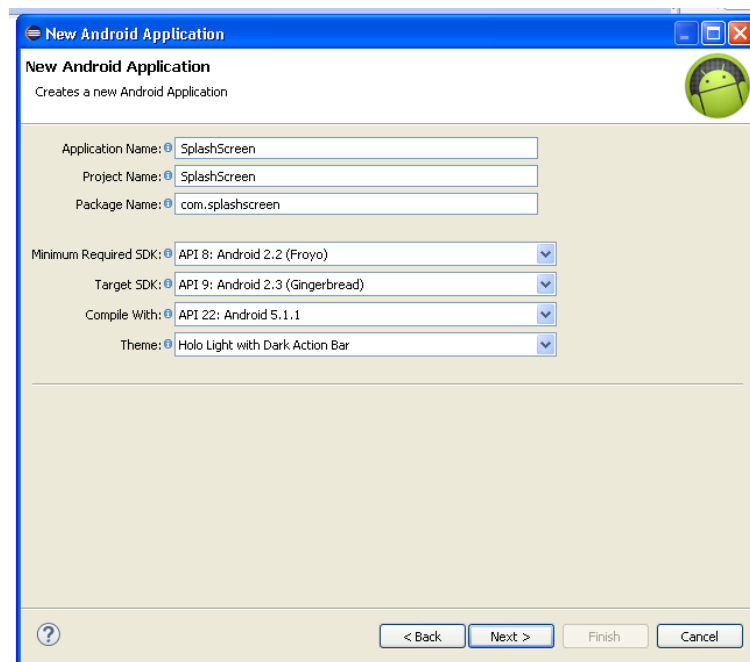 New Android Application
New Android Application
Creates a new Android Application
Application Name: SplashScreen
Project Name: SplashScreen
Package Name: com.splashscreen
Minimum Required SDK: API 8: Android 2.2 (Froyo)
Target SDK: API 9: Android 2.3 (Gingerbread)
Compile With: API 22: Android 5.1.1
Theme: Holo Light with Dark Action Bar
? < Back Next > Finish Cancel